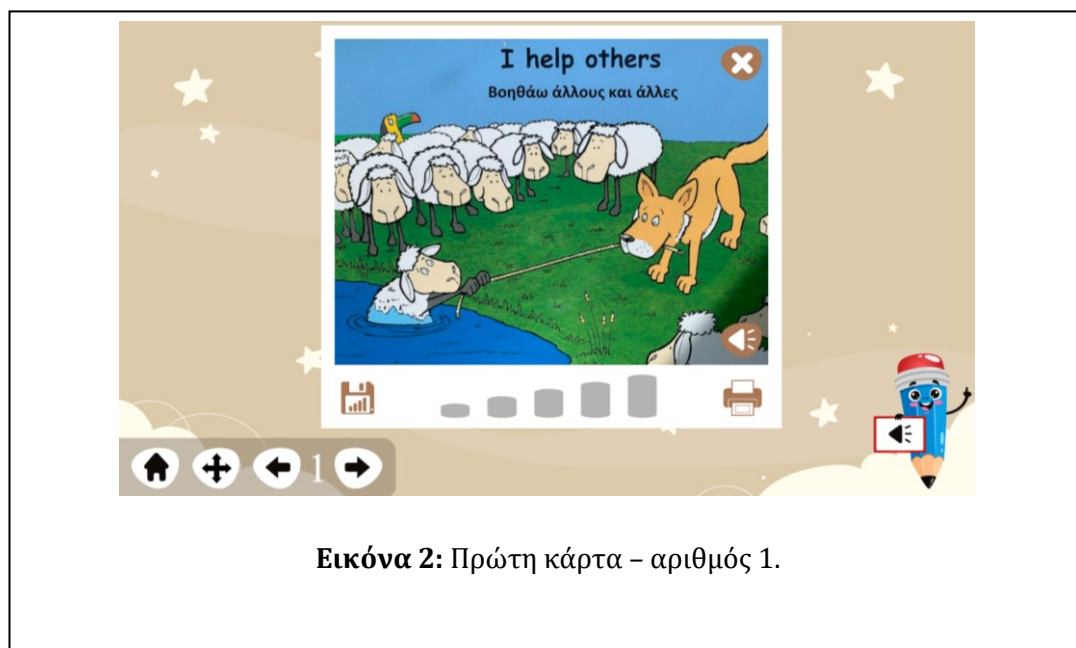 I help others
Βοηθάω άλλους και άλλες
1
Εικόνα 2: Πρώτη κάρτα – αριθμός 1.